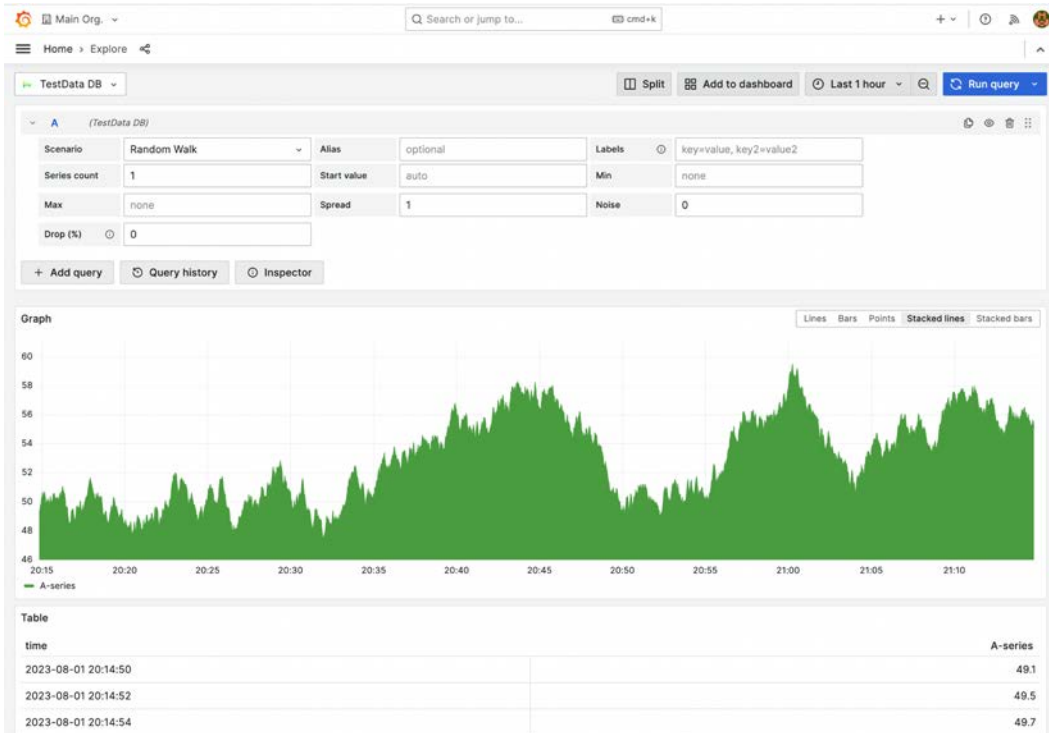 Main Org.
Search or jump to...
cmd+k
Home › Explore
TestData DB
Split
Add to dashboard
Last 1 hour
Run query
A (TestData DB)
Scenario Random Walk Alias optional Labels key=value, key2=value2
Series count 1 Start value auto Min none
Max none Spread 1 Noise 0
Drop (%) 0
+ Add query Query history Inspector
Graph
Lines Bars Points Stacked lines Stacked bars
60
58
56
54
52
50
48
46
20:15 20:20 20:25 20:30 20:35 20:40 20:45 20:50 20:55 21:00 21:05 21:10
A-series
Table
time A-series
2023-08-01 20:14:50 49.1
2023-08-01 20:14:52 49.5
2023-08-01 20:14:54 49.7